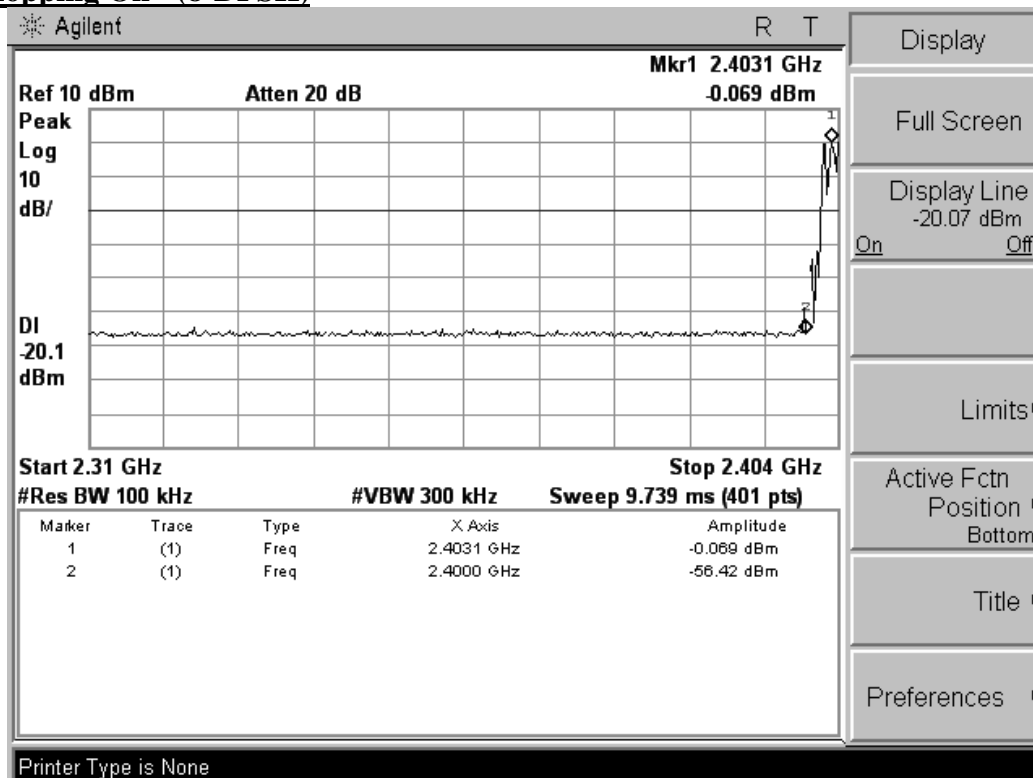 Agilent R T
Mkr1 2.4031 GHz
Ref 10 dBm Atten 20 dB -0.069 dBm
Peak
Log
10
dB/
1
2
DI
-20.1
dBm
Start 2.31 GHz Stop 2.404 GHz
#Res BW 100 kHz #VBW 300 kHz Sweep 9.739 ms (401 pts)
Marker Trace Type X Axis Amplitude
1 (1) Freq 2.4031 GHz -0.069 dBm
2 (1) Freq 2.4000 GHz -56.42 dBm
Display
Full Screen
Display Line
-20.07 dBm
On Off
Limits
Active Fctn
Position
Bottom
Title
Preferences
Printer Type is None